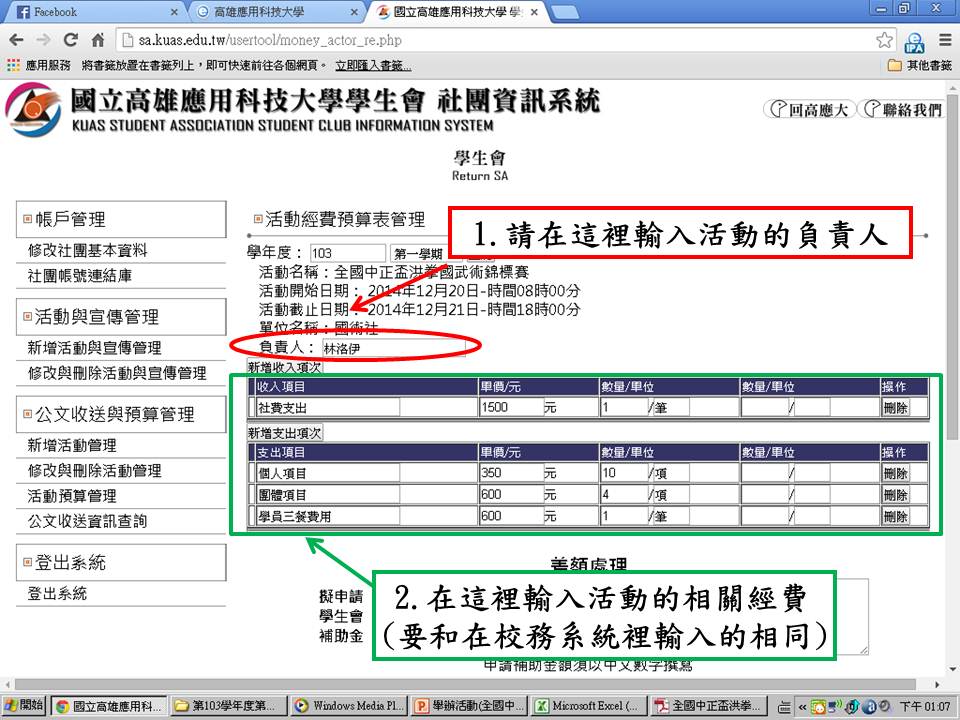 Facebook
高雄應用科技大學
國立高雄應用科技大學 學
sa.kuas.edu.tw/usertool/money_actor_re.php
應用服務 將書籤放置在書籤列上，即可快速前往各個網頁。 立即匯入書籤...
其他書籤
國立高雄應用科技大學學生會 社團資訊系統
KUAS STUDENT ASSOCIATION STUDENT CLUB INFORMATION SYSTEM
回高應大
聯絡我們
學生會
Return SA
帳戶管理
修改社團基本資料
社團帳號連結庫
活動與宣傳管理
新增活動與宣傳管理
修改與刪除活動與宣傳管理
公文收送與預算管理
新增活動管理
修改與刪除活動管理
活動預算管理
公文收送資訊查詢
登出系統
登出系統
活動經費預算表管理
1.請在這裡輸入活動的負責人
學年度： 103 第一學期
活動名稱：全國中正盃洪拳國武術錦標賽
活動開始日期： 2014年12月20日-時間08時00分
活動截止日期： 2014年12月21日-時間18時00分
單位名稱：國術社
負責人： 林洛伊
新增收入項次
收入項目 單價/元 數量/單位 數量/單位 操作
社費支出 1500 元 1 /筆 / 刪除
新增支出項次
支出項目 單價/元 數量/單位 數量/單位 操作
個人項目 350 元 10 /項 / 刪除
團體項目 600 元 4 /項 / 刪除
學員三餐費用 600 元 1 /筆 / 刪除
差額處理
擬申請
學生會
補助金
2.在這裡輸入活動的相關經費
(要和在校務系統裡輸入的相同)
申請補助金額須以中文數字撰寫
開始
國立高雄應用科...
第103學年度第...
Windows Media Pl...
舉辦活動(全國中...
Microsoft Excel (...
全國中正盃洪拳...
下午 01:07